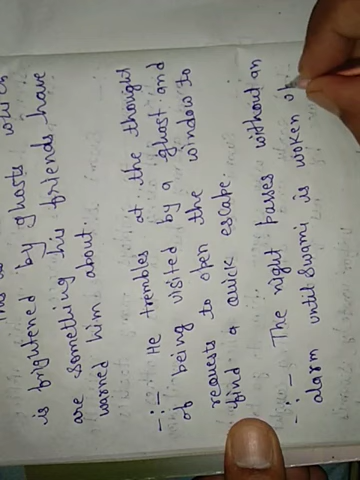 is frightened by ghosts
are something his friends have
warned him about
-:- He trembles at the thought
of being visited by a ghost and
requests to open the window to
find a quick escape.
-:- The night passes without an
alarm until Swami is woken